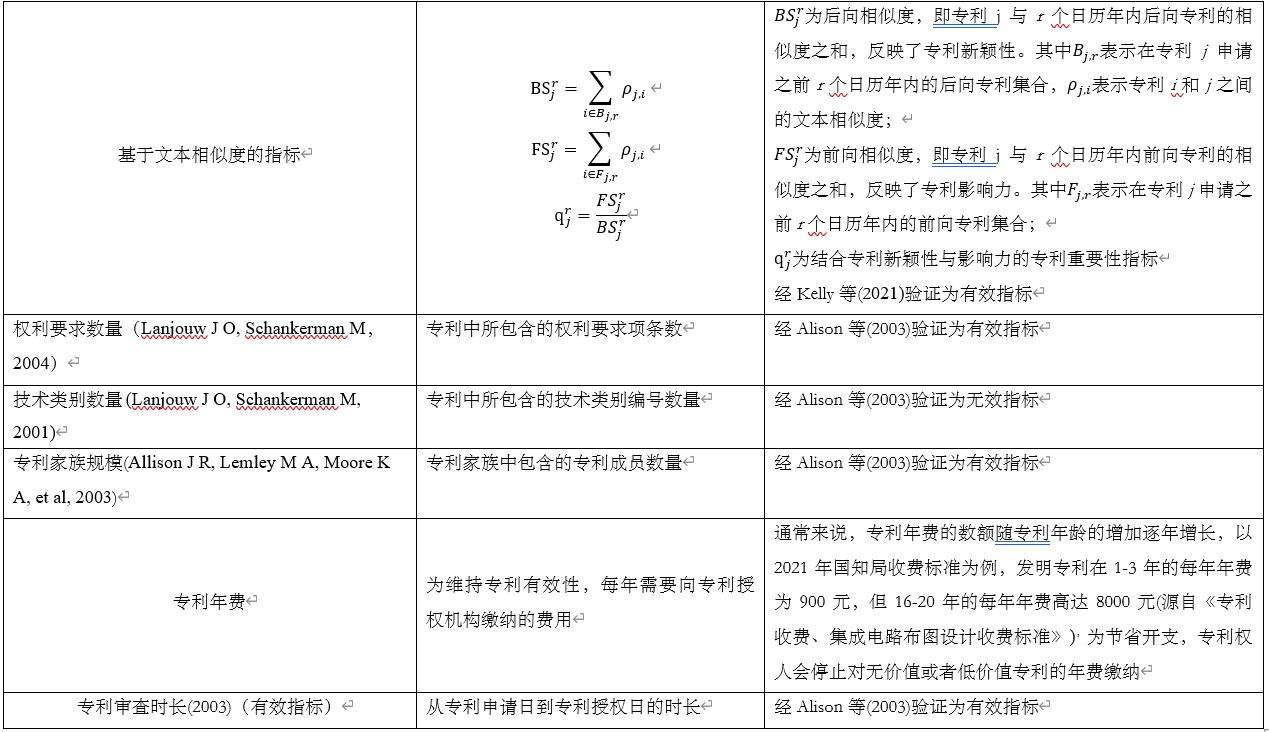 基于文本相似度的指标
BS_j^r = ∑_{i∈B_{j,r}} ρ_{j,i}
FS_j^r = ∑_{i∈F_{j,r}} ρ_{j,i}
q_j^r = FS_j^r / BS_j^r
BS_j^r为后向相似度，即专利 j 与 r 个日历年内后向专利的相
似度之和，反映了专利新颖性。其中B_{j,r}表示在专利 j 申请
之前 r 个日历年内的后向专利集合，ρ_{j,i}表示专利 i 和 j 之间
的文本相似度；
FS_j^r为前向相似度，即专利 j 与 r 个日历年内前向专利的相
似度之和，反映了专利影响力。其中F_{j,r}表示在专利 j 申请之
前 r 个日历年内的前向专利集合；
q_j^r为结合专利新颖性与影响力的专利重要性指标
经 Kelly 等(2021)验证为有效指标
权利要求数量（Lanjouw J O, Schankerman M,
2004）
专利中所包含的权利要求项条数
经 Alison 等(2003)验证为有效指标
技术类别数量(Lanjouw J O, Schankerman M,
2001)
专利中所包含的技术类别编号数量
经 Alison 等(2003)验证为无效指标
专利家族规模(Allison J R, Lemley M A, Moore K
A, et al, 2003)
专利家族中包含的专利成员数量
经 Alison 等(2003)验证为有效指标
专利年费
为维持专利有效性，每年需要向专利授
权机构缴纳的费用
通常来说，专利年费的数额随专利年龄的增加逐年增长，以
2021 年国知局收费标准为例，发明专利在 1-3 年的每年年费
为 900 元，但 16-20 年的每年年费高达 8000 元(源自《专利
收费、集成电路布图设计收费标准》)，为节省开支，专利权
人会停止对无价值或者低价值专利的年费缴纳
专利审查时长(2003)（有效指标）
从专利申请日到专利授权日的时长
经 Alison 等(2003)验证为有效指标